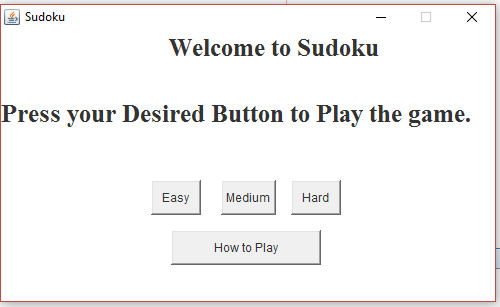 Sudoku
Welcome to Sudoku
Press your Desired Button to Play the game.
Easy Medium Hard
How to Play